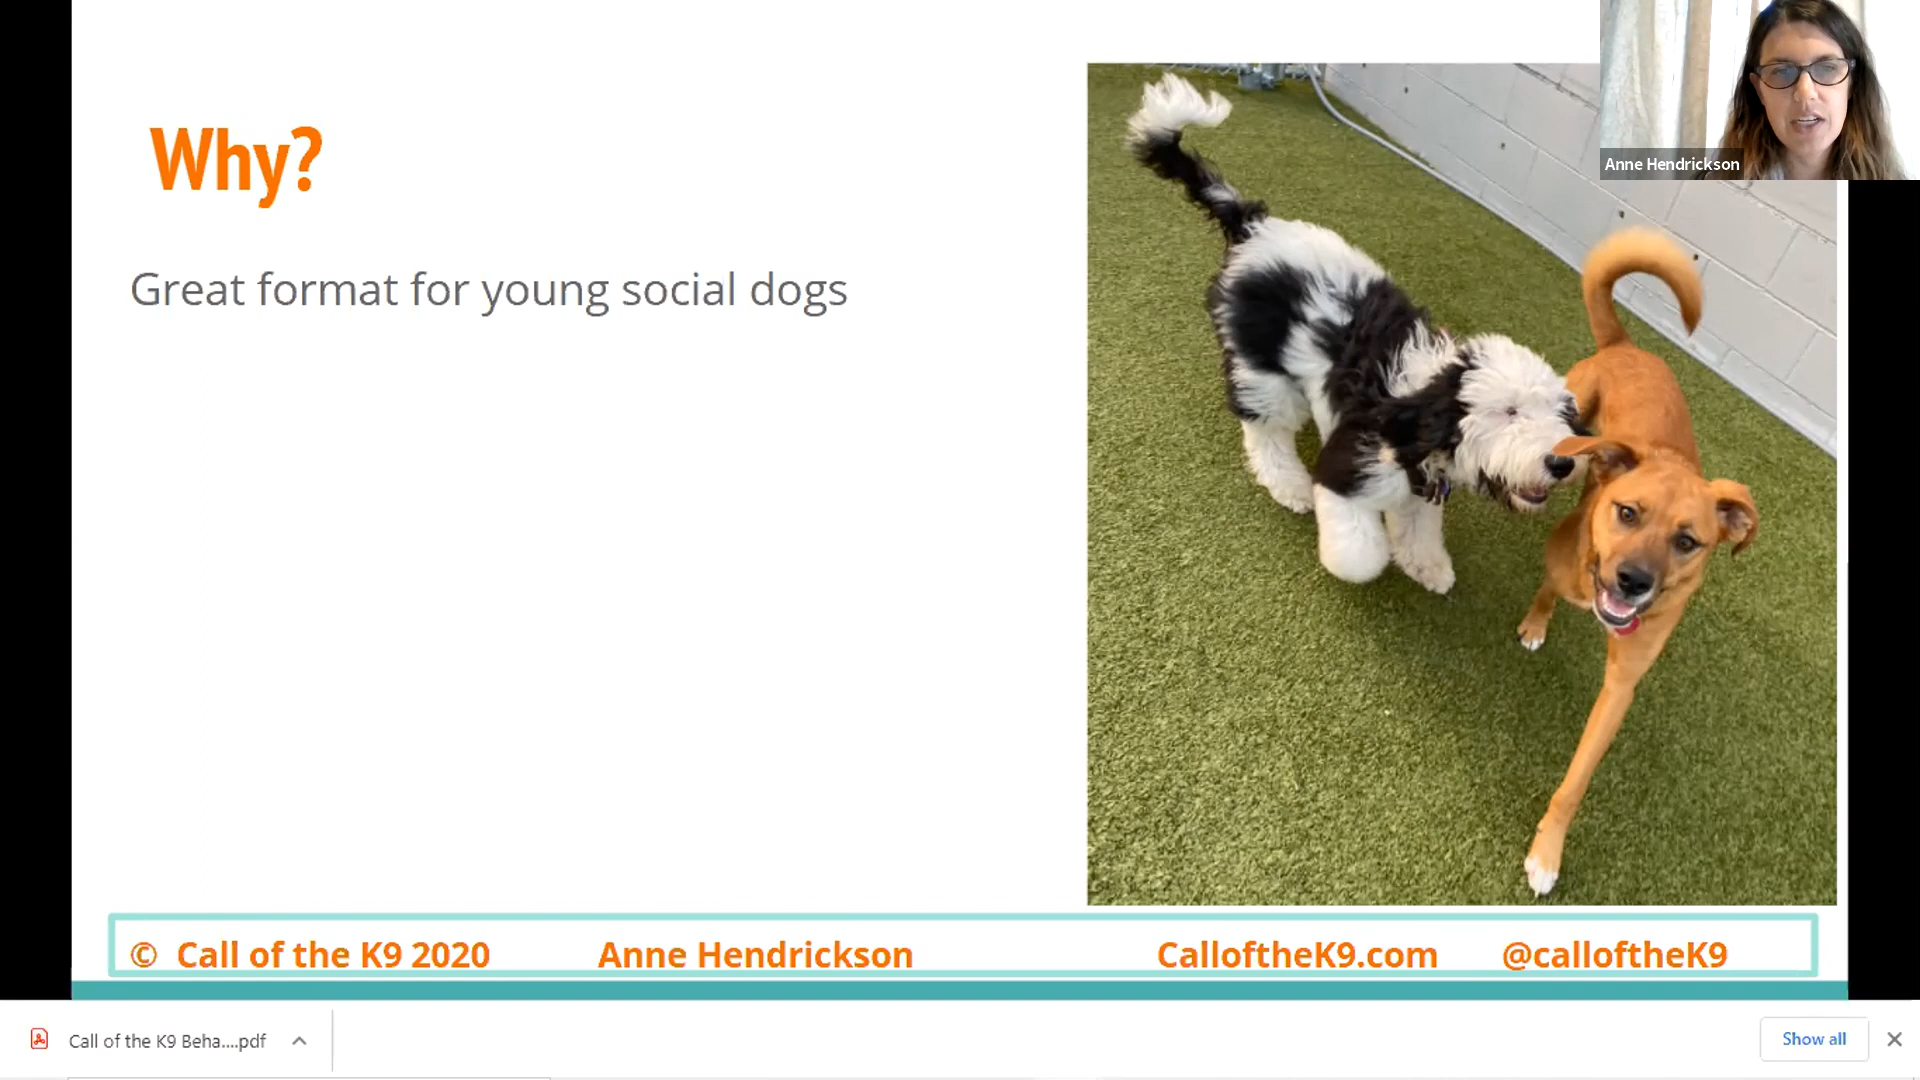 Anne Hendrickson
Why?
Great format for young social dogs
© Call of the K9 2020 Anne Hendrickson CalloftheK9.com @calloftheK9
Call of the K9 Beha....pdf Show all